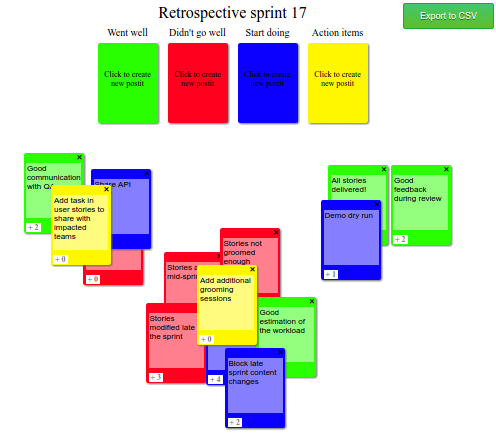 Retrospective sprint 17
Export to CSV
Went well
Didn't go well
Start doing
Action items
Click to create
new postit
Click to create
new postit
Click to create
new postit
Click to create
new postit
Good
communication
with QA
+ 2
Share API
Add task in
user stories to
share with
impacted
teams
+ 0
+ 0
All stories
delivered!
Good
feedback
during review
+ 2
Demo dry run
+ 1
Stories not
groomed
enough
Stories
mid-spri
Add additional
grooming
sessions
+ 0
Good
estimation of
the workload
Stories
modified late
the sprint
+ 3
+ 4
Block late
sprint content
changes
+ 2